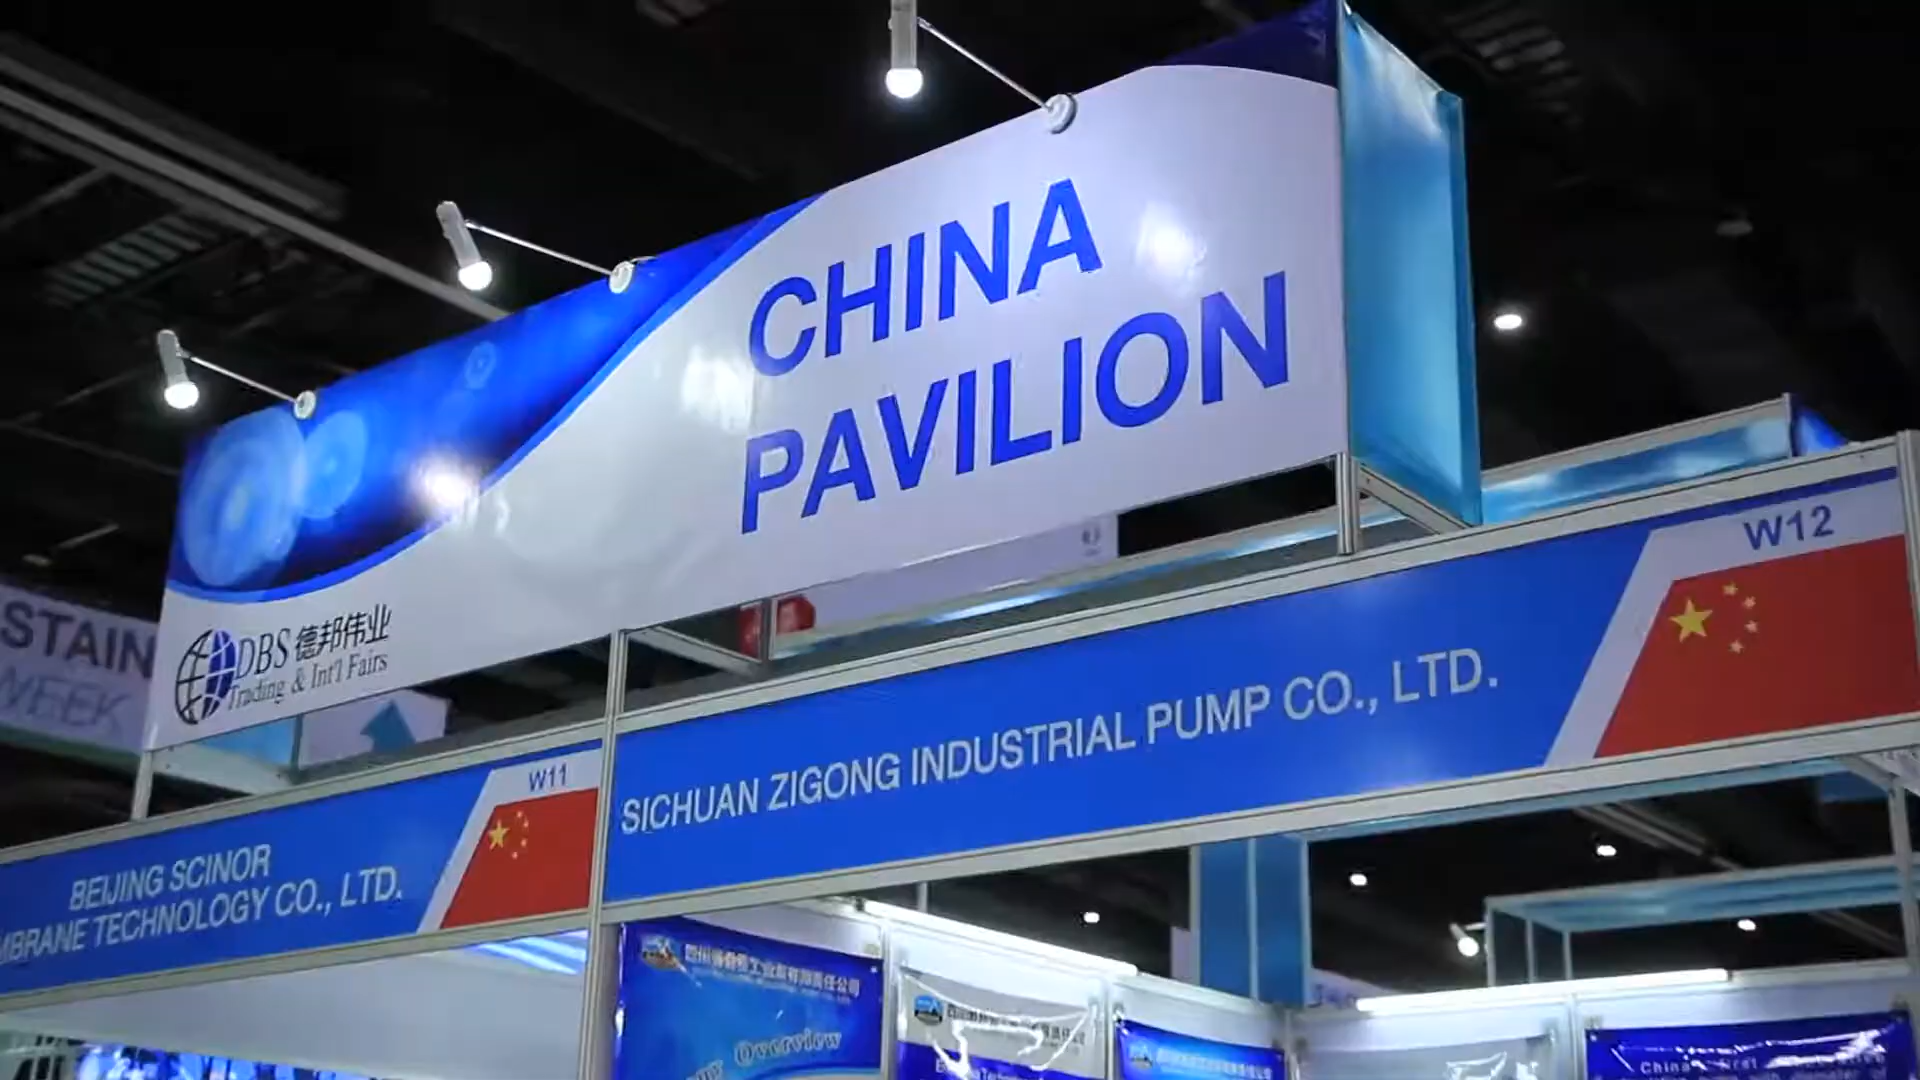 CHINA
PAVILION
DBS 德邦伟业
Trading & Int'l Fairs
STAIN
WEEK
W12
SICHUAN ZIGONG INDUSTRIAL PUMP CO., LTD.
W11
BEIJING SCINOR
MBRANE TECHNOLOGY CO., LTD.
Overview